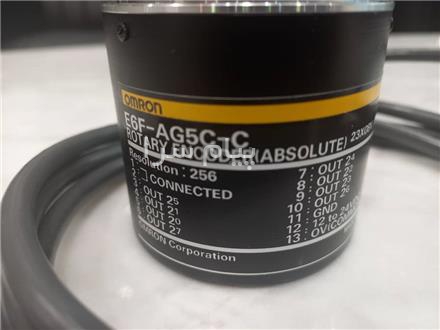 OMRON
E6F-AG5C-C
ROTARY ENCODER (ABSOLUTE)
Resolution : 256
CONNECTED
OUT 25
OUT 21
OUT 20
OUT 27
OMRON Corporation
7 : OUT 24
8 : OUT
9 : OUT
10 : OUT 26
11 : GND
12 : 12 to 24VDC
13 : 0V(COMMON)